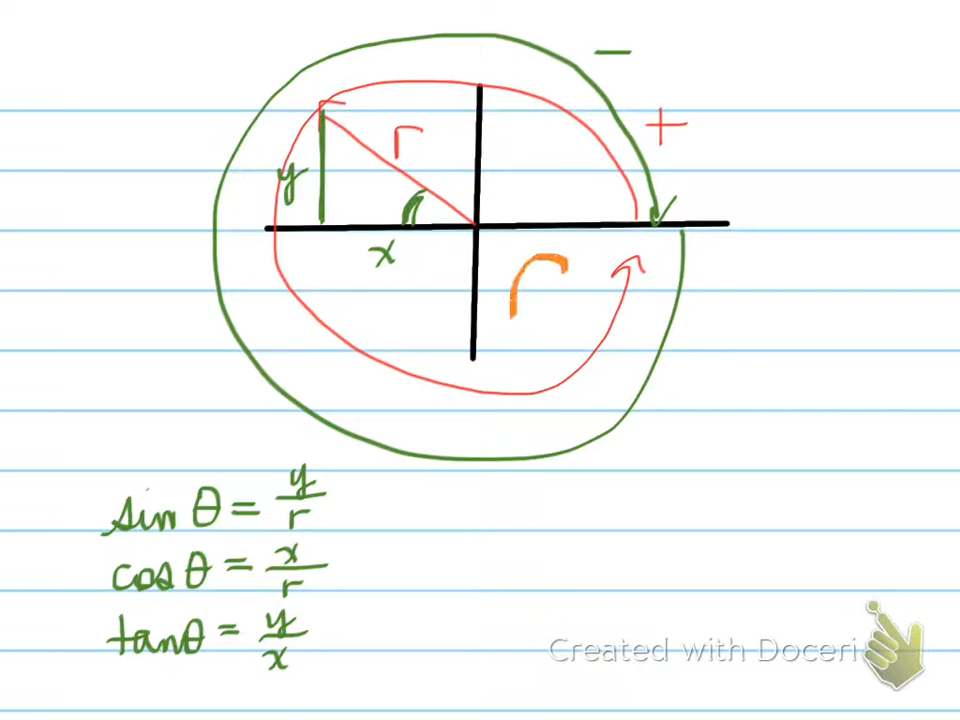 −
+
r
y
x
r
sin θ = y/r
cos θ = x/r
tan θ = y/x
Created with Doceri